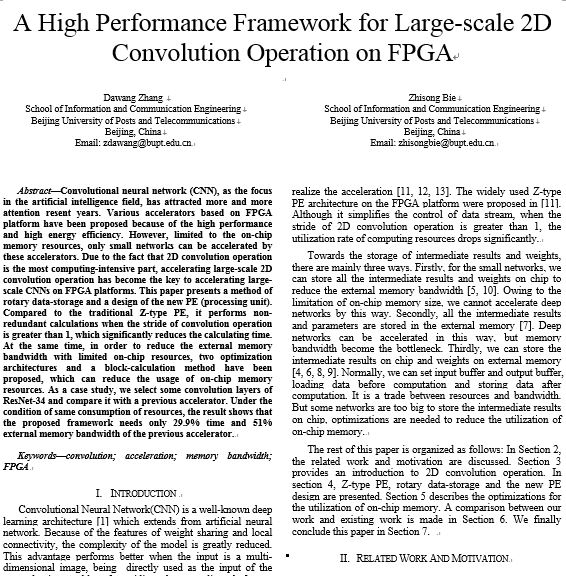 A High Performance Framework for Large-scale 2D
Convolution Operation on FPGA
Dawang Zhang
School of Information and Communication Engineering
Beijing University of Posts and Telecommunications
Beijing, China
Email: zdawang@bupt.edu.cn
Zhisong Bie
School of Information and Communication Engineering
Beijing University of Posts and Telecommunications
Beijing, China
Email: zhisongbie@bupt.edu.cn
Abstract—Convolutional neural network (CNN), as the focus
in the artificial intelligence field, has attracted more and more
attention resent years. Various accelerators based on FPGA
platform have been proposed because of the high performance
and high energy efficiency. However, limited to the on-chip
memory resources, only small networks can be accelerated by
these accelerators. Due to the fact that 2D convolution operation
is the most computing-intensive part, accelerating large-scale 2D
convolution operation has become the key to accelerating large-
scale CNNs on FPGA platforms. This paper presents a method of
rotary data-storage and a design of the new PE (processing unit).
Compared to the traditional Z-type PE, it performs non-
redundant calculations when the stride of convolution operation
is greater than 1, which significantly reduces the calculating time.
At the same time, in order to reduce the external memory
bandwidth with limited on-chip resources, two optimization
architectures and a block-calculation method have been
proposed, which can reduce the usage of on-chip memory
resources. As a case study, we select some convolution layers of
ResNet-34 and compare it with a previous accelerator. Under the
condition of same consumption of resources, the result shows that
the proposed framework needs only 29.9% time and 51%
external memory bandwidth of the previous accelerator.
Keywords—convolution; acceleration; memory bandwidth;
FPGA
I. INTRODUCTION
Convolutional Neural Network(CNN) is a well-known deep
learning architecture [1] which extends from artificial neural
network. Because of the features of weight sharing and local
connectivity, the complexity of the model is greatly reduced.
This advantage performs better when the input is a multi-
dimensional image, being directly used as the input of the
realize the acceleration [11, 12, 13]. The widely used Z-type
PE architecture on the FPGA platform were proposed in [11].
Although it simplifies the control of data stream, when the
stride of 2D convolution operation is greater than 1, the
utilization rate of computing resources drops significantly.
Towards the storage of intermediate results and weights,
there are mainly three ways. Firstly, for the small networks, we
can store all the intermediate results and weights on chip to
reduce the external memory bandwidth [5, 10]. Owing to the
limitation of on-chip memory size, we cannot accelerate deep
networks by this way. Secondly, all the intermediate results
and parameters are stored in the external memory [7]. Deep
networks can be accelerated in this way, but memory
bandwidth become the bottleneck. Thirdly, we can store the
intermediate results on chip and weights on external memory
[4, 6, 8, 9]. Normally, we can set input buffer and output buffer,
loading data before computation and storing data after
computation. It is a trade between resources and bandwidth.
But some networks are too big to store the intermediate results
on chip, optimizations are needed to reduce the utilization of
on-chip memory.
The rest of this paper is organized as follows: In Section 2,
the related work and motivation are discussed. Section 3
provides an introduction to 2D convolution operation. In
section 4, Z-type PE, rotary data-storage and the new PE
design are presented. Section 5 describes the optimizations for
the utilization of on-chip memory. A comparison between our
work and existing work is made in Section 6. We finally
conclude this paper in Section 7.
II. RELATED WORK AND MOTIVATION